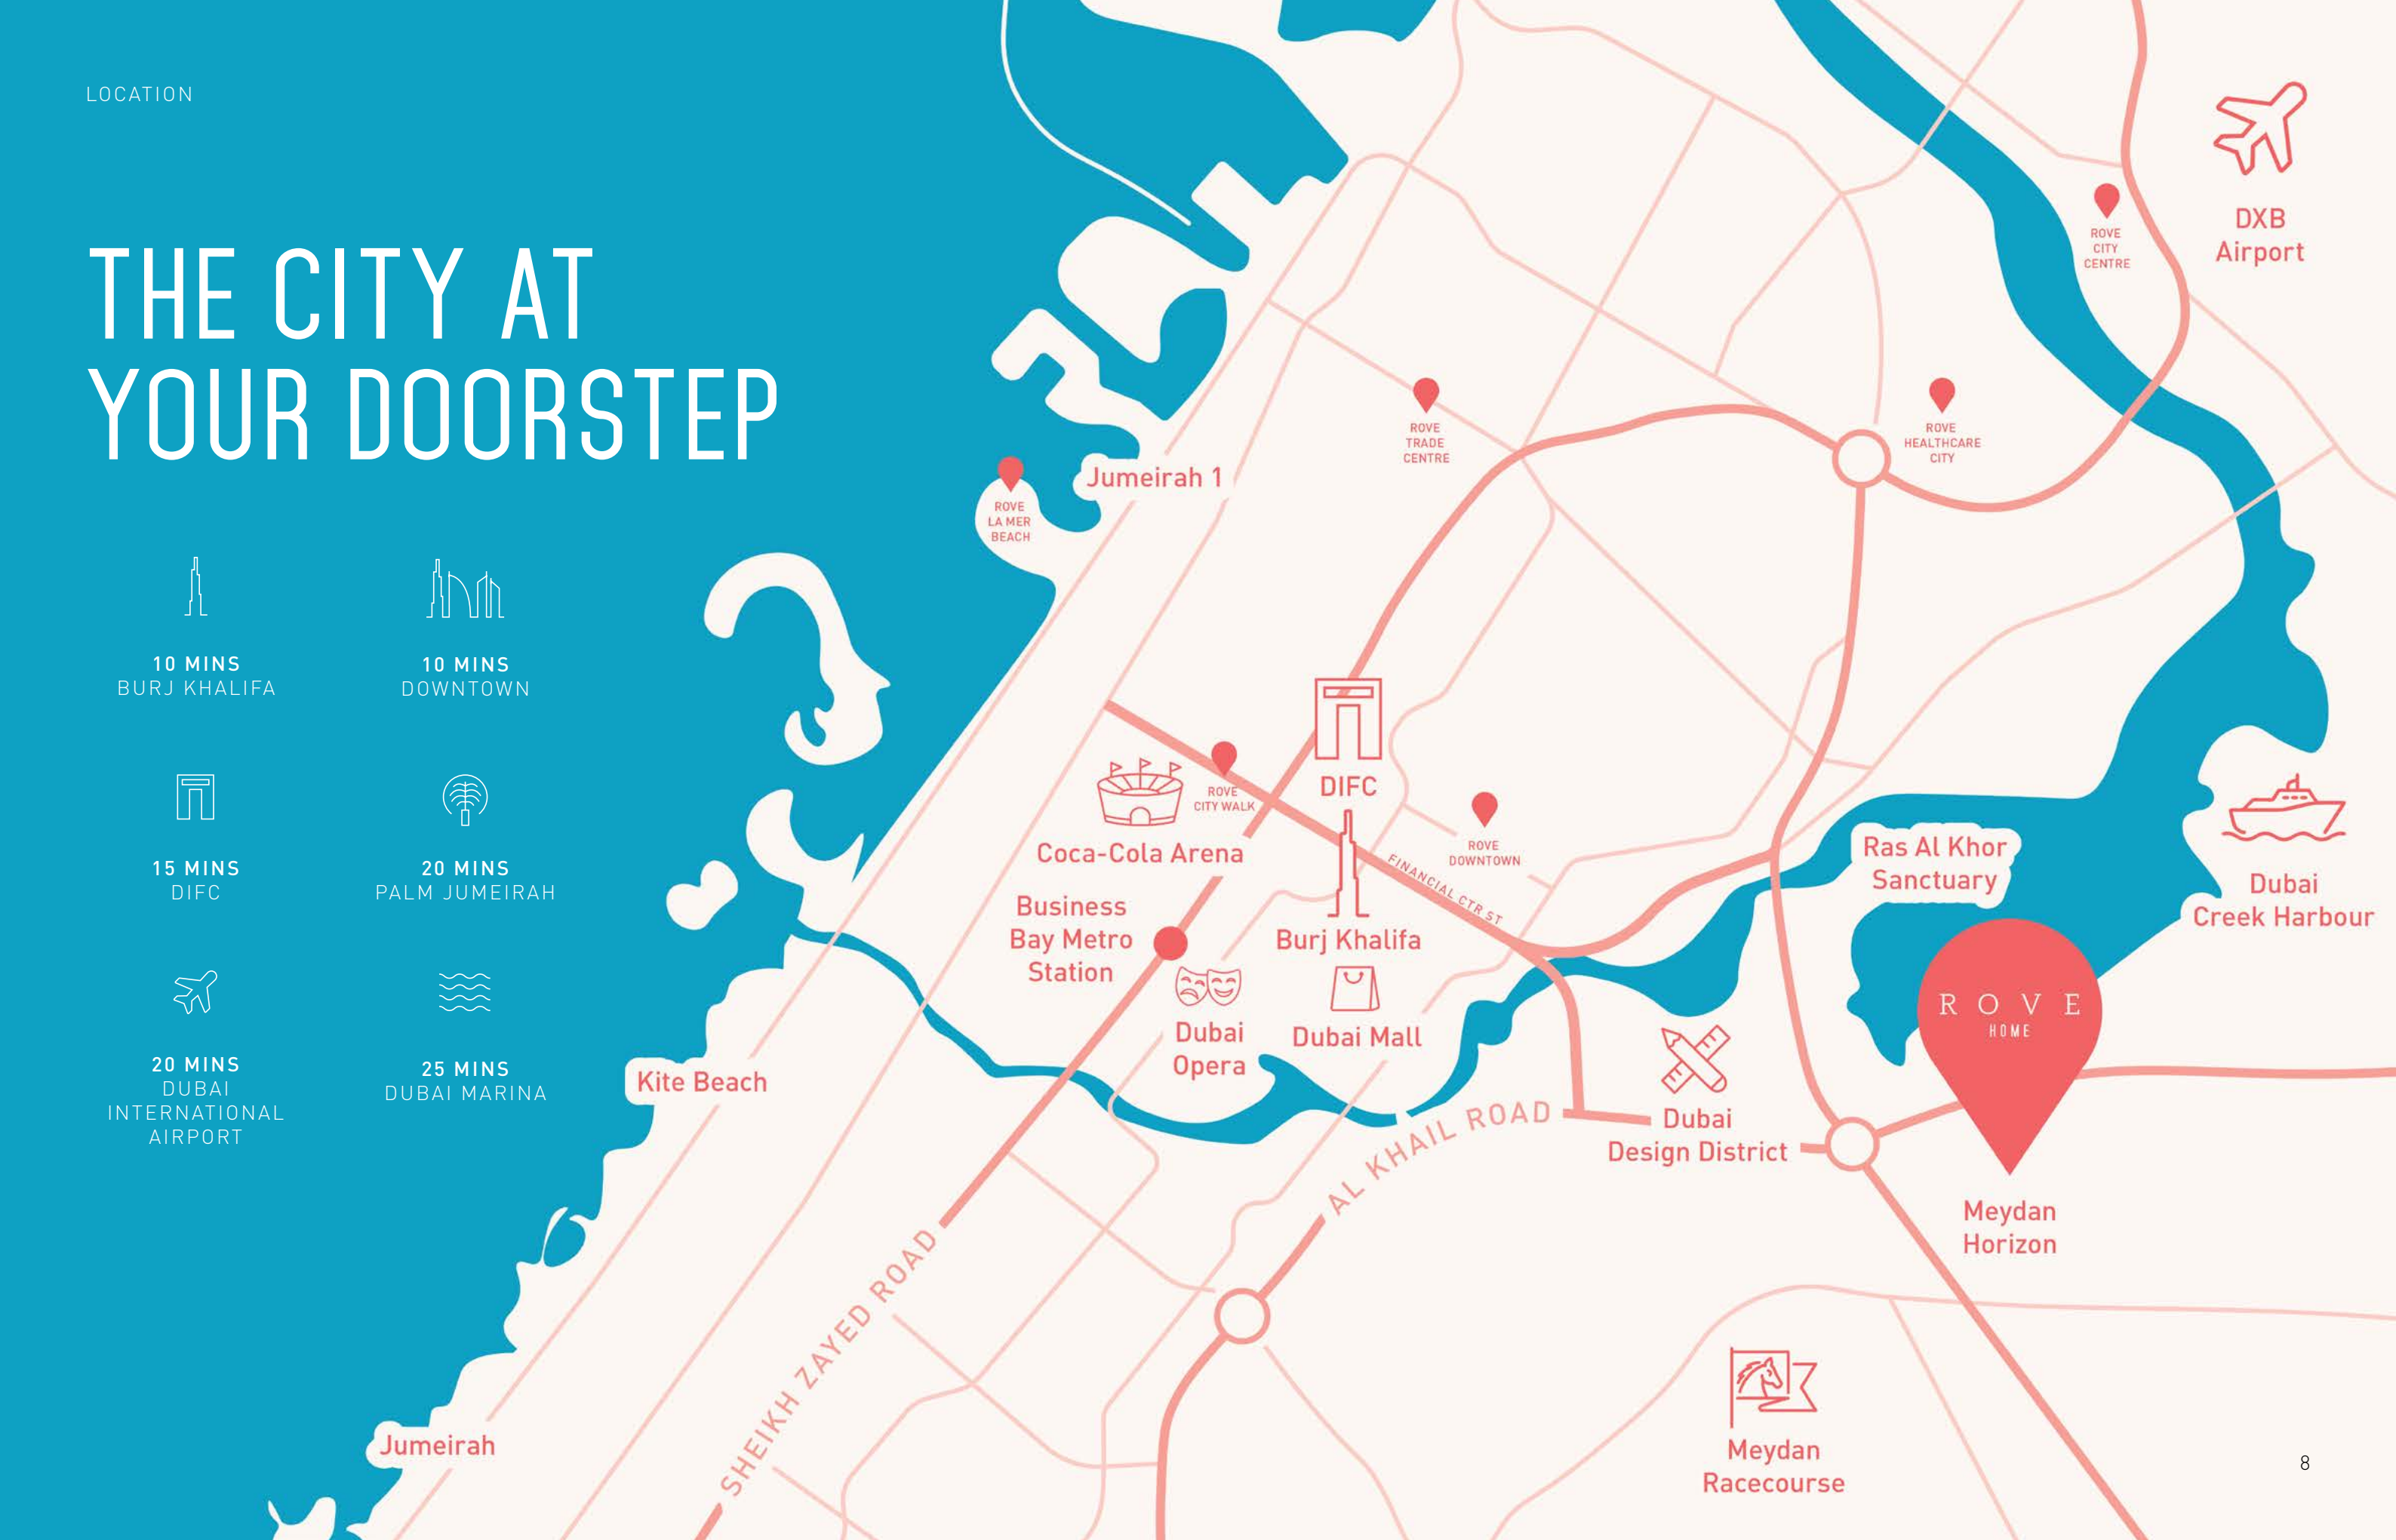 LOCATION
THE CITY AT
YOUR DOORSTEP
10 MINS
BURJ KHALIFA
10 MINS
DOWNTOWN
15 MINS
DIFC
20 MINS
PALM JUMEIRAH
20 MINS
DUBAI
INTERNATIONAL
AIRPORT
25 MINS
DUBAI MARINA
DXB
Airport
ROVE
CITY
CENTRE
ROVE
TRADE
CENTRE
ROVE
HEALTHCARE
CITY
Jumeirah 1
ROVE
LA MER
BEACH
DIFC
ROVE
CITY WALK
Coca-Cola Arena
ROVE
DOWNTOWN
FINANCIAL CTR ST
Ras Al Khor
Sanctuary
Dubai
Creek Harbour
Business
Bay Metro
Station
Burj Khalifa
Dubai
Opera
Dubai Mall
ROVE
HOME
Kite Beach
AL KHAIL ROAD
Dubai
Design District
Meydan
Horizon
SHEIKH ZAYED ROAD
Jumeirah
Meydan
Racecourse
8